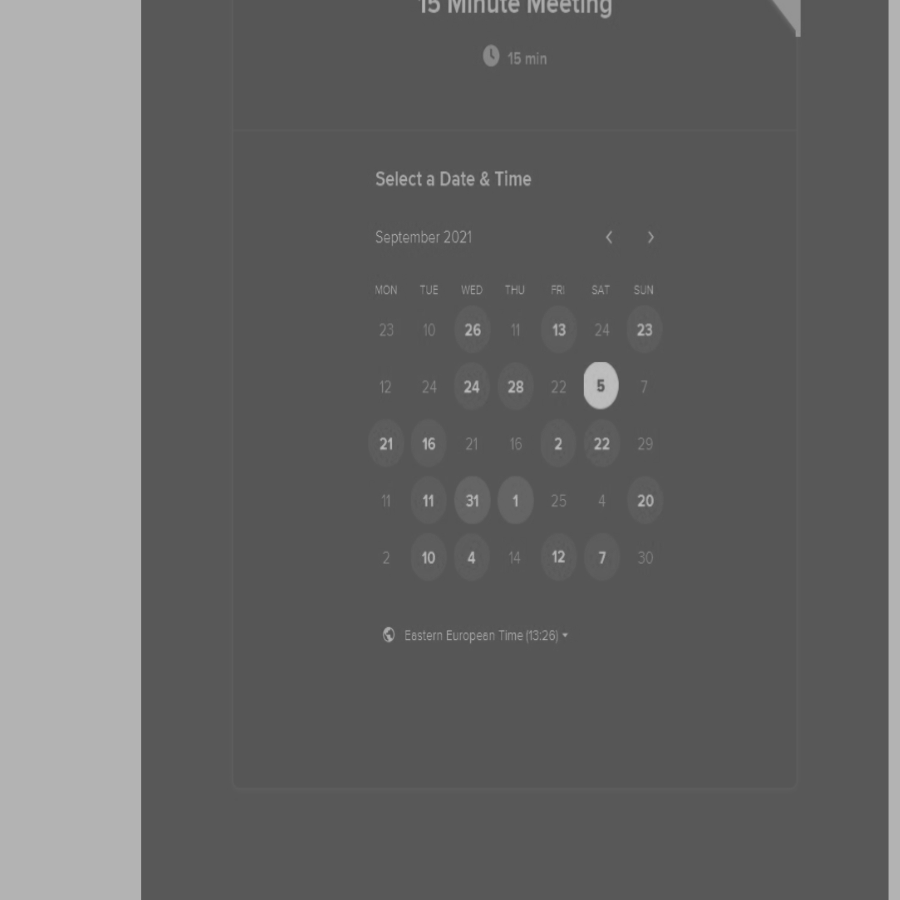 15 Minute Meeting
15 min
Select a Date & Time
September 2021
MON TUE WED THU FRI SAT SUN
23 10 26 11 13 24 23
12 24 24 28 22 5 7
21 16 21 16 2 22 29
11 11 31 1 25 4 20
2 10 4 14 12 7 30
Eastern European Time (13:26)